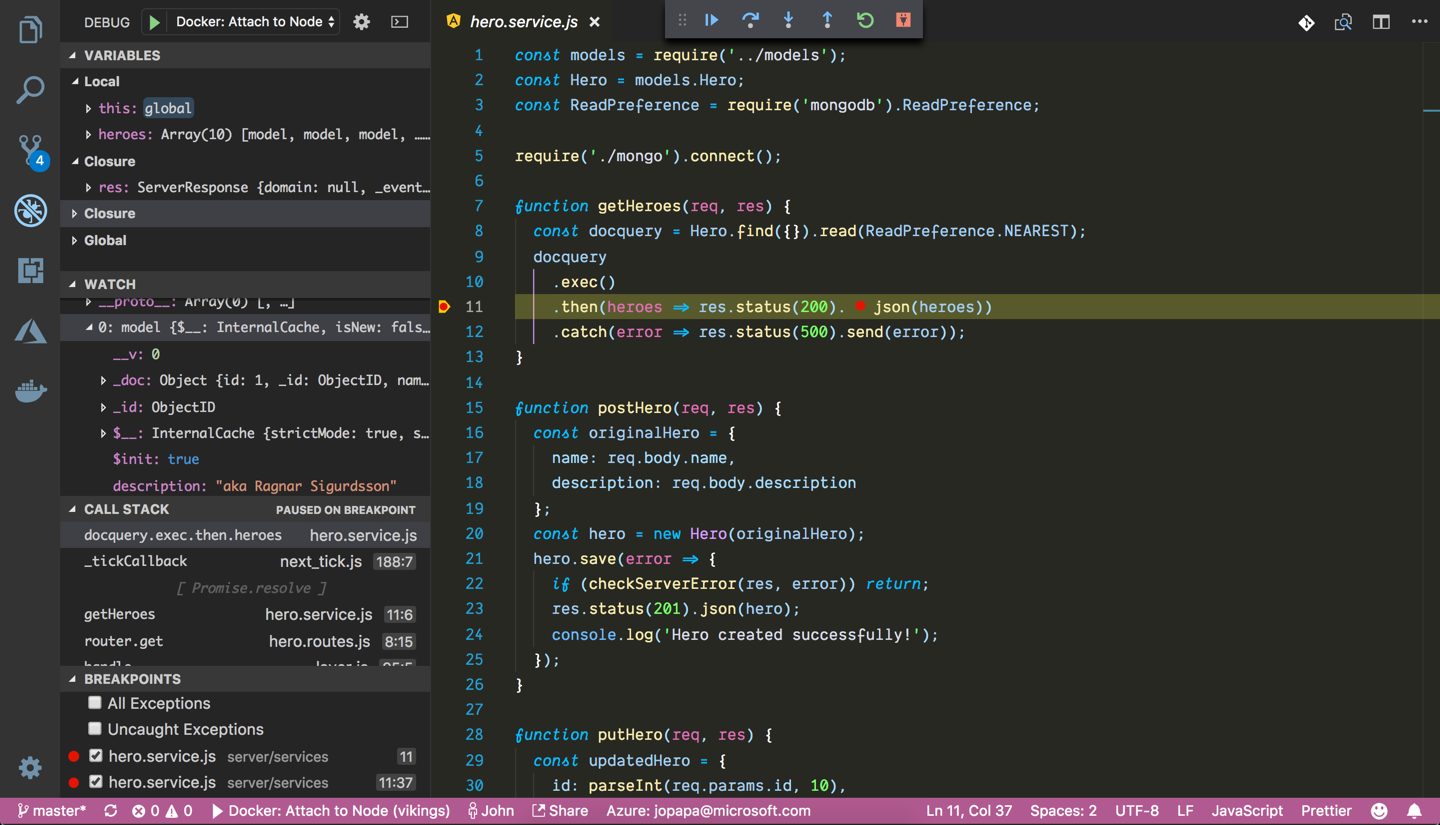 DEBUG Docker: Attach to Node
VARIABLES
Local
this: global
heroes: Array(10) [model, model, model, ……
Closure
res: ServerResponse {domain: null, _event…
Closure
Global
WATCH
__proto__: Array(0) [, …]
0: model {$__: InternalCache, isNew: fals…
__v: 0
_doc: Object {id: 1, _id: ObjectID, nam…
_id: ObjectID
$__: InternalCache {strictMode: true, s…
$init: true
description: "aka Ragnar Sigurdsson"
CALL STACK PAUSED ON BREAKPOINT
docquery.exec.then.heroes hero.service.js
_tickCallback next_tick.js 188:7
[ Promise.resolve ]
getHeroes hero.service.js 11:6
router.get hero.routes.js 8:15
BREAKPOINTS
All Exceptions
Uncaught Exceptions
hero.service.js server/services 11
hero.service.js server/services 11:37
4
hero.service.js
1 const models = require('../models');
2 const Hero = models.Hero;
3 const ReadPreference = require('mongodb').ReadPreference;
4
5 require('./mongo').connect();
6
7 function getHeroes(req, res) {
8 const docquery = Hero.find({}).read(ReadPreference.NEAREST);
9 docquery
10 .exec()
11 .then(heroes => res.status(200). json(heroes))
12 .catch(error => res.status(500).send(error));
13 }
14
15 function postHero(req, res) {
16 const originalHero = {
17 name: req.body.name,
18 description: req.body.description
19 };
20 const hero = new Hero(originalHero);
21 hero.save(error => {
22 if (checkServerError(res, error)) return;
23 res.status(201).json(hero);
24 console.log('Hero created successfully!');
25 });
26 }
27
28 function putHero(req, res) {
29 const updatedHero = {
30 id: parseInt(req.params.id, 10),
master* 0 0 Docker: Attach to Node (vikings) John Share Azure: jopapa@microsoft.com Ln 11, Col 37 Spaces: 2 UTF-8 LF JavaScript Prettier